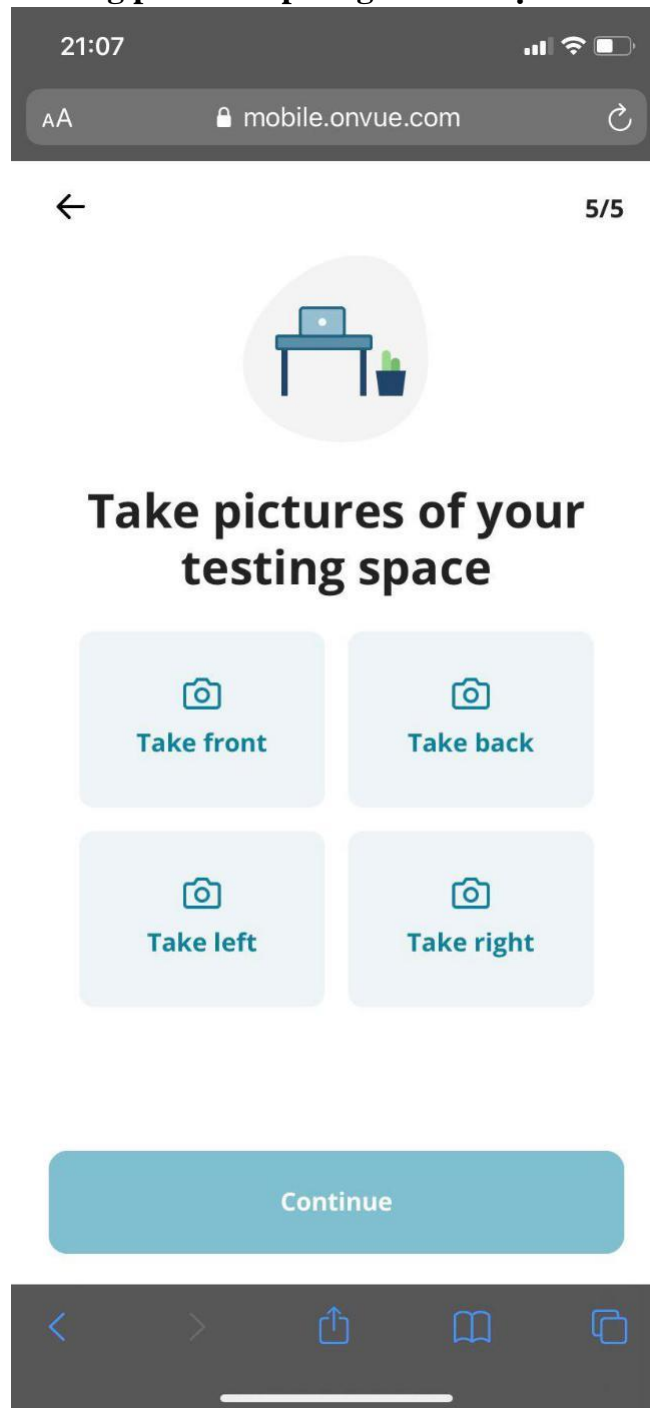 21:07
AA mobile.onvue.com
5/5
Take pictures of your
testing space
Take front
Take back
Take left
Take right
Continue